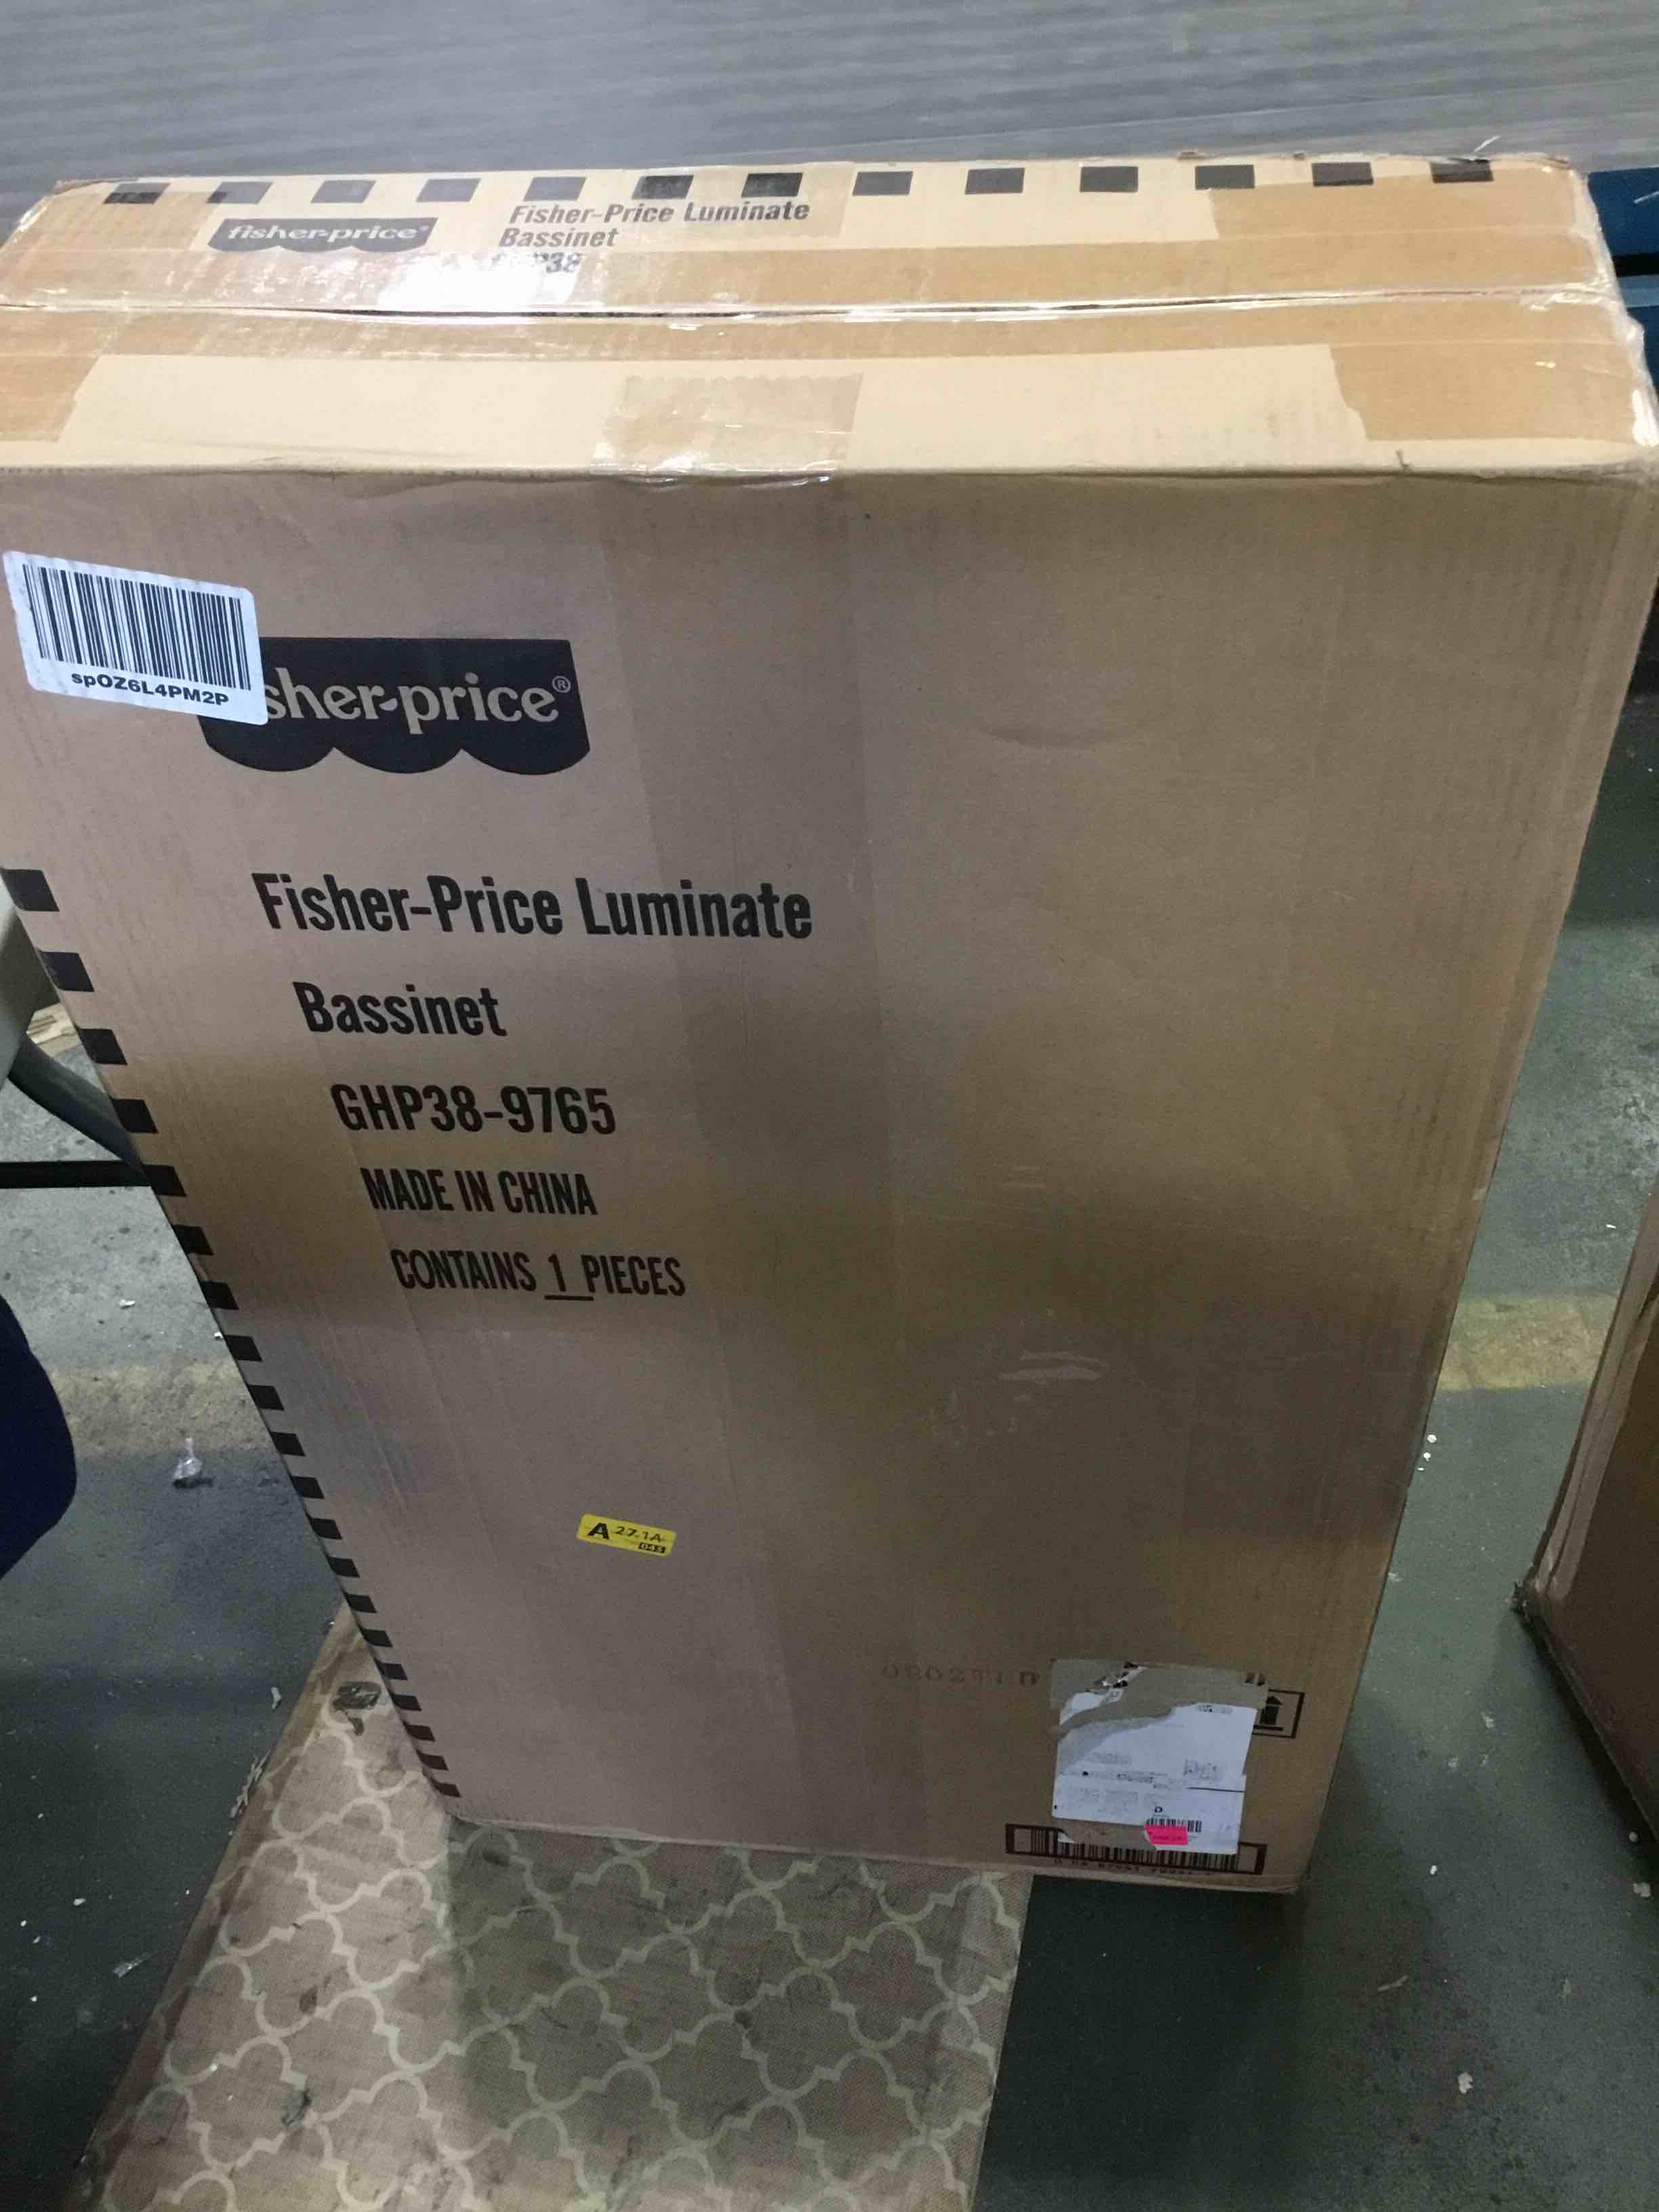 fisher-price®
Fisher-Price Luminate
Bassinet
spOZ6L4PM2P
sher-price®
Fisher-Price Luminate
Bassinet
GHP38-9765
MADE IN CHINA
CONTAINS 1 PIECES
A 27.1A
045